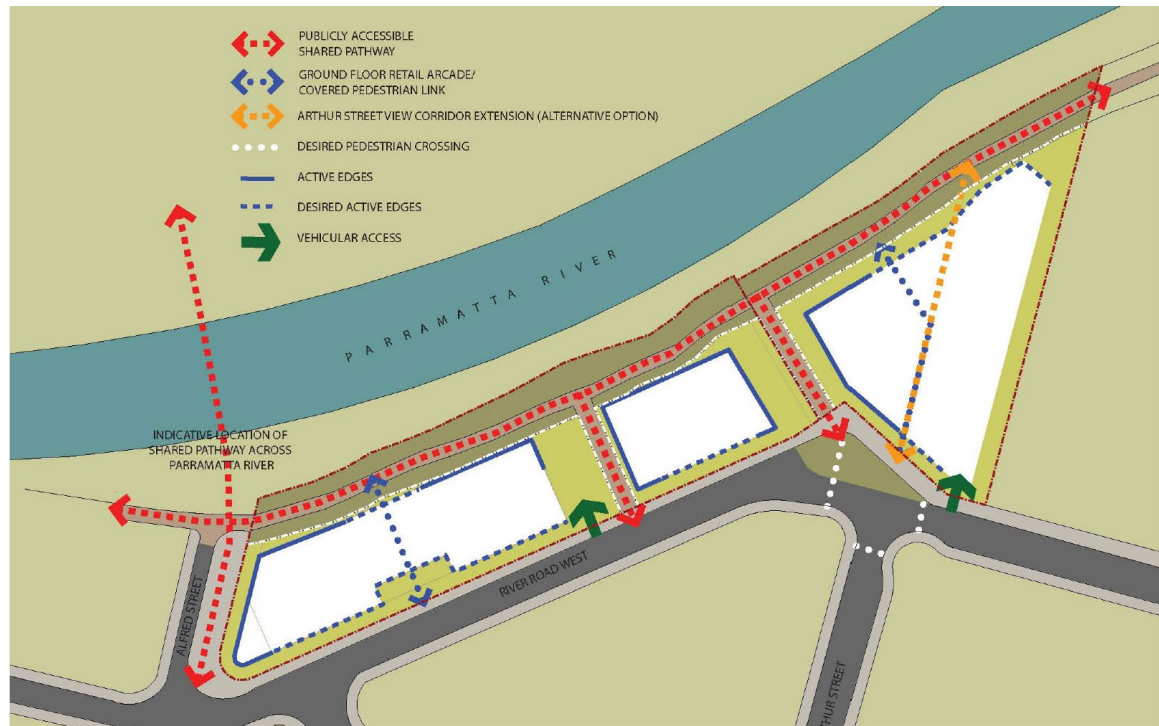 PUBLICLY ACCESSIBLE
SHARED PATHWAY
GROUND FLOOR RETAIL ARCADE/
COVERED PEDESTRIAN LINK
ARTHUR STREET VIEW CORRIDOR EXTENSION (ALTERNATIVE OPTION)
DESIRED PEDESTRIAN CROSSING
ACTIVE EDGES
DESIRED ACTIVE EDGES
VEHICULAR ACCESS
PARRAMATTA RIVER
INDICATIVE LOCATION OF
SHARED PATHWAY ACROSS
PARRAMATTA RIVER
ALFRED STREET
RIVER ROAD WEST
THUR STREET